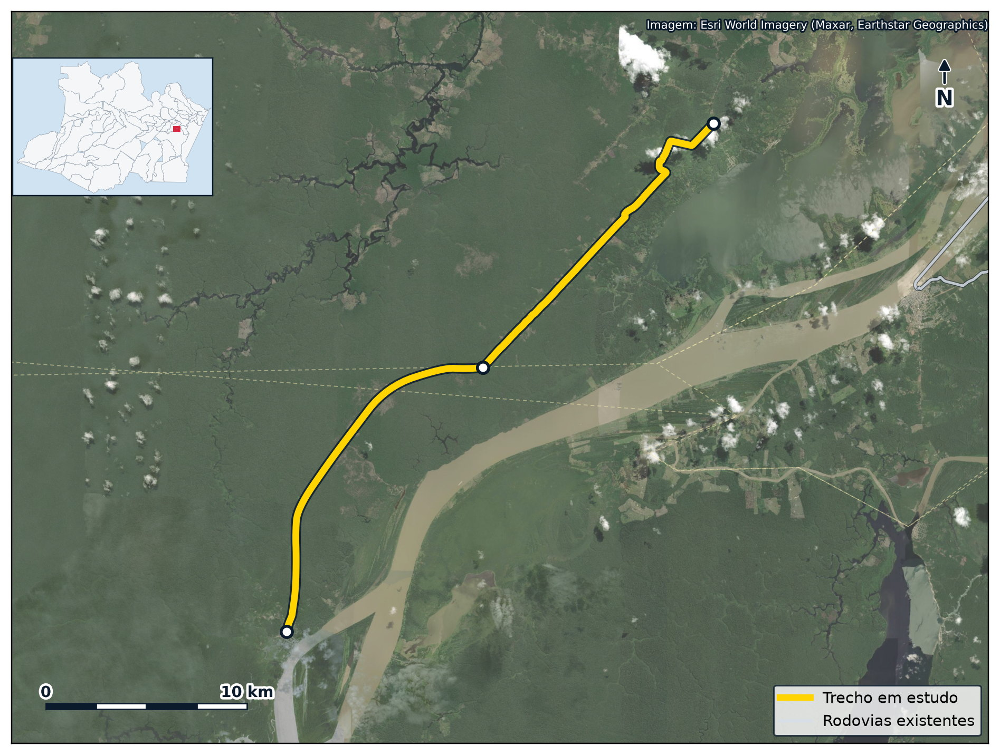 Imagem: Esri World Imagery (Maxar, Earthstar Geographics)
N
0 10 km
Trecho em estudo
Rodovias existentes